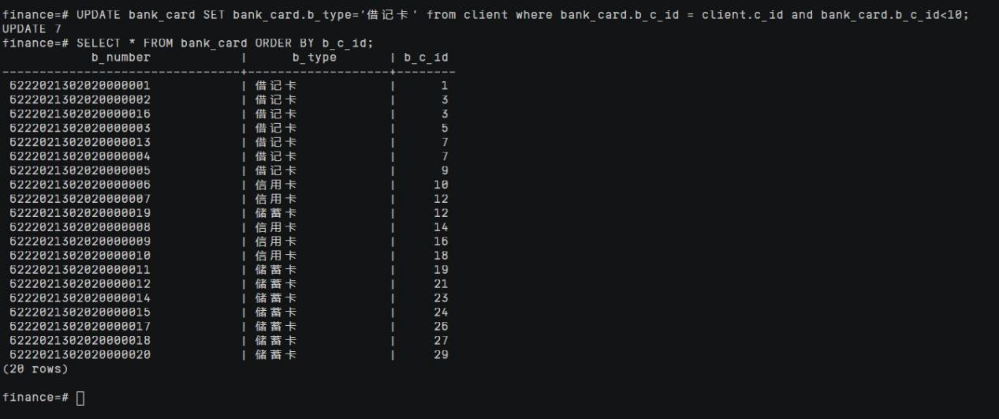 finance=# UPDATE bank_card SET bank_card.b_type='借记卡' from client where bank_card.b_c_id = client.c_id and bank_card.b_c_id<10;
UPDATE 7
finance=# SELECT * FROM bank_card ORDER BY b_c_id;
            b_number            |      b_type       | b_c_id
--------------------------------+-------------------+--------
 6222021302020000001            | 借记卡            |      1
 6222021302020000002            | 借记卡            |      3
 6222021302020000016            | 借记卡            |      3
 6222021302020000003            | 借记卡            |      5
 6222021302020000013            | 借记卡            |      7
 6222021302020000004            | 借记卡            |      7
 6222021302020000005            | 借记卡            |      9
 6222021302020000006            | 信用卡            |     10
 6222021302020000007            | 信用卡            |     12
 6222021302020000019            | 储蓄卡            |     12
 6222021302020000008            | 信用卡            |     14
 6222021302020000009            | 信用卡            |     16
 6222021302020000010            | 信用卡            |     18
 6222021302020000011            | 储蓄卡            |     19
 6222021302020000012            | 储蓄卡            |     21
 6222021302020000014            | 储蓄卡            |     23
 6222021302020000015            | 储蓄卡            |     24
 6222021302020000017            | 储蓄卡            |     26
 6222021302020000018            | 储蓄卡            |     27
 6222021302020000020            | 储蓄卡            |     29
(20 rows)
finance=#